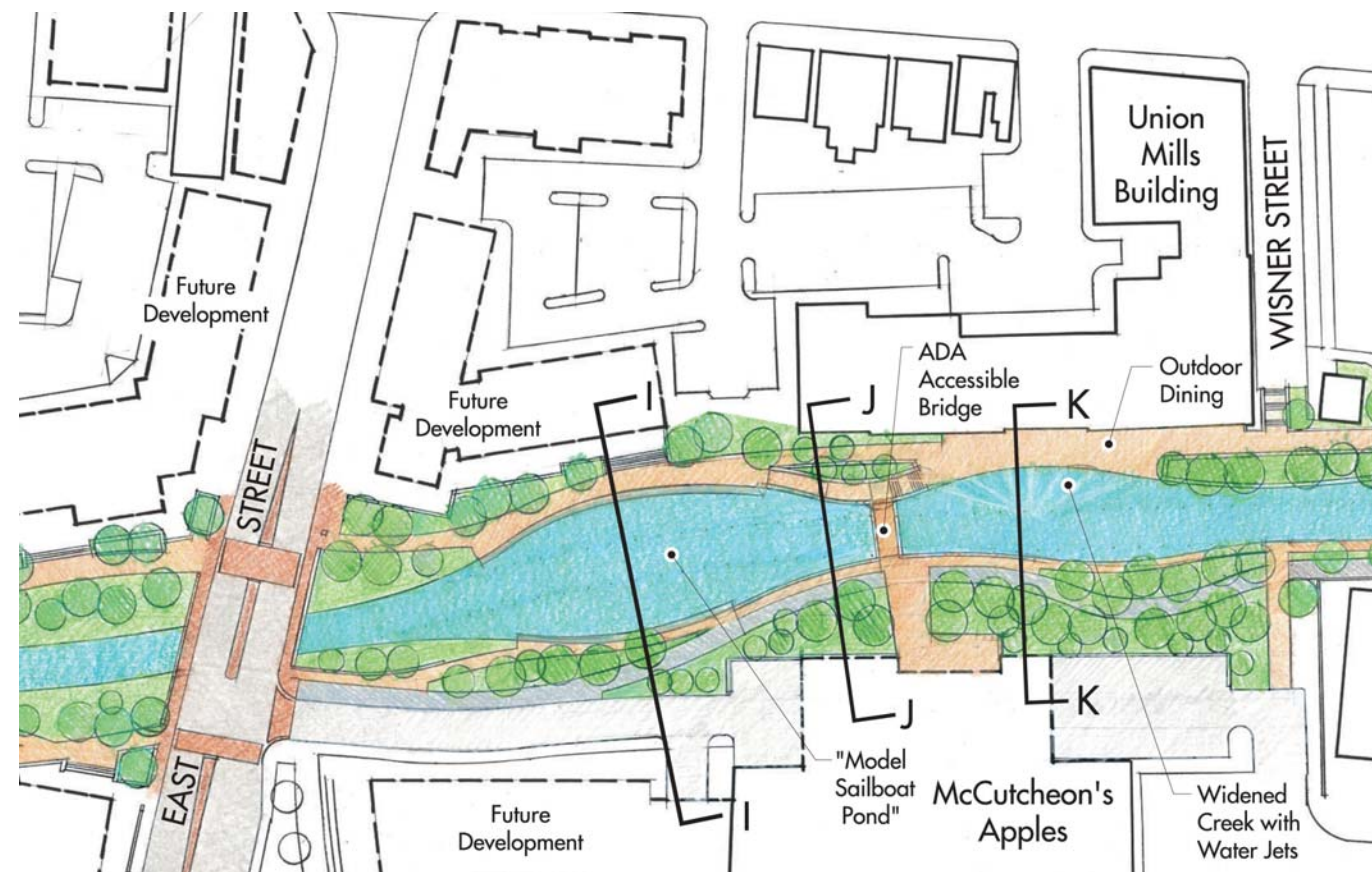 Union
Mills
Building
WISNER STREET
Future
Development
Future
Development
I
J
ADA
Accessible
Bridge
K
Outdoor
Dining
STREET
EAST
I
J
K
"Model
Sailboat
Pond"
McCutcheon's
Apples
Future
Development
Widened
Creek with
Water Jets